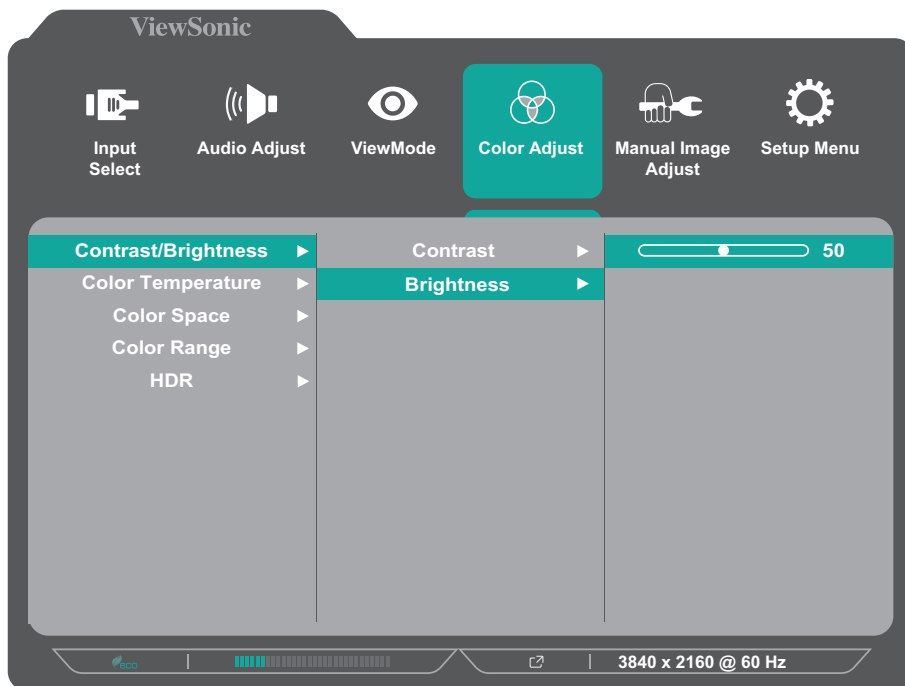 ViewSonic
Input
Select
Audio Adjust
ViewMode
Color Adjust
Manual Image
Adjust
Setup Menu
Contrast/Brightness
Contrast
50
Color Temperature
Brightness
Color Space
Color Range
HDR
eco
3840 x 2160 @ 60 Hz